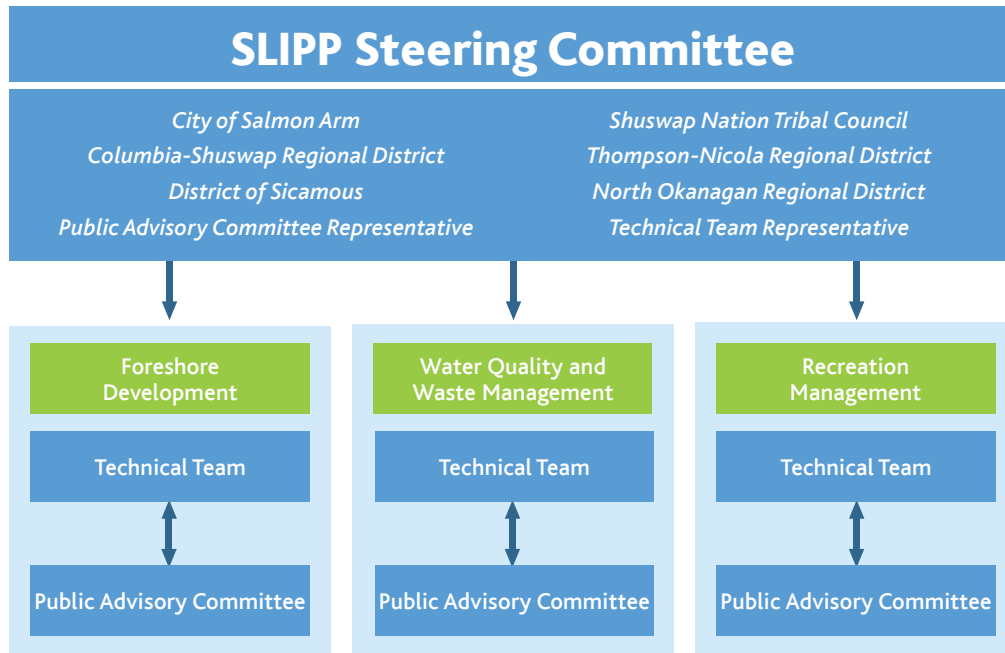 SLIPP Steering Committee
City of Salmon Arm
Columbia-Shuswap Regional District
District of Sicamous
Public Advisory Committee Representative
Shuswap Nation Tribal Council
Thompson-Nicola Regional District
North Okanagan Regional District
Technical Team Representative
Foreshore
Development
Technical Team
Public Advisory Committee
Water Quality and
Waste Management
Technical Team
Public Advisory Committee
Recreation
Management
Technical Team
Public Advisory Committee